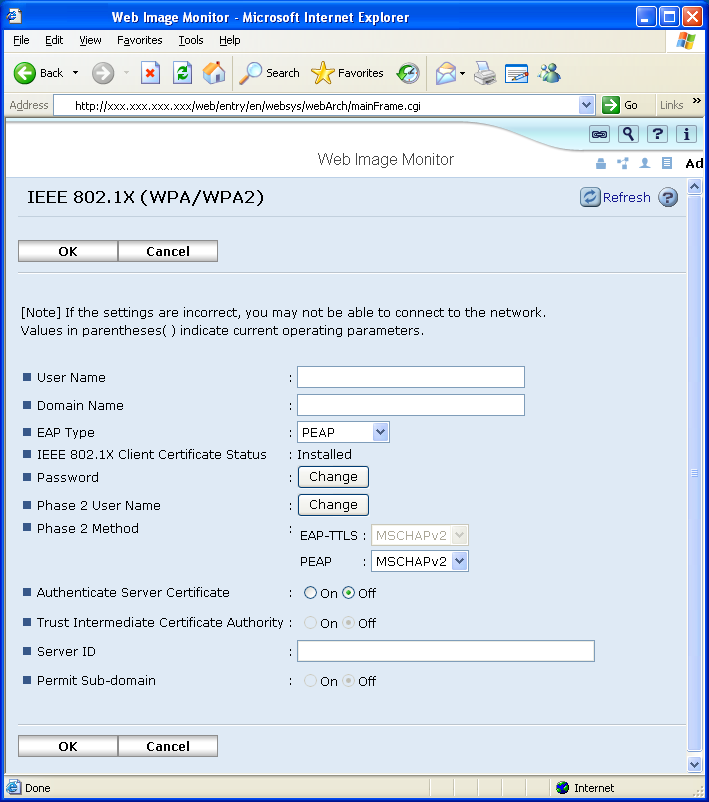 Web Image Monitor - Microsoft Internet Explorer
File Edit View Favorites Tools Help
Back Search Favorites
Address http://xxx.xxx.xxx.xxx/web/entry/en/websys/webArch/mainFrame.cgi Go Links »
Web Image Monitor Ad
IEEE 802.1X (WPA/WPA2) Refresh ?
OK Cancel
[Note] If the settings are incorrect, you may not be able to connect to the network.
Values in parentheses( ) indicate current operating parameters.
User Name :
Domain Name :
EAP Type : PEAP
IEEE 802.1X Client Certificate Status : Installed
Password : Change
Phase 2 User Name : Change
Phase 2 Method : EAP-TTLS : MSCHAPv2
PEAP : MSCHAPv2
Authenticate Server Certificate : On Off
Trust Intermediate Certificate Authority : On Off
Server ID :
Permit Sub-domain : On Off
OK Cancel
Done Internet